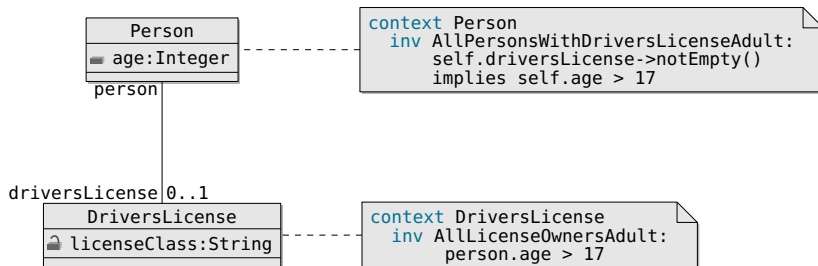 Person
age:Integer
person
context Person
inv AllPersonsWithDriversLicenseAdult:
self.driversLicense->notEmpty()
implies self.age > 17
driversLicense 0..1
DriversLicense
licenseClass:String
context DriversLicense
inv AllLicenseOwnersAdult:
person.age > 17